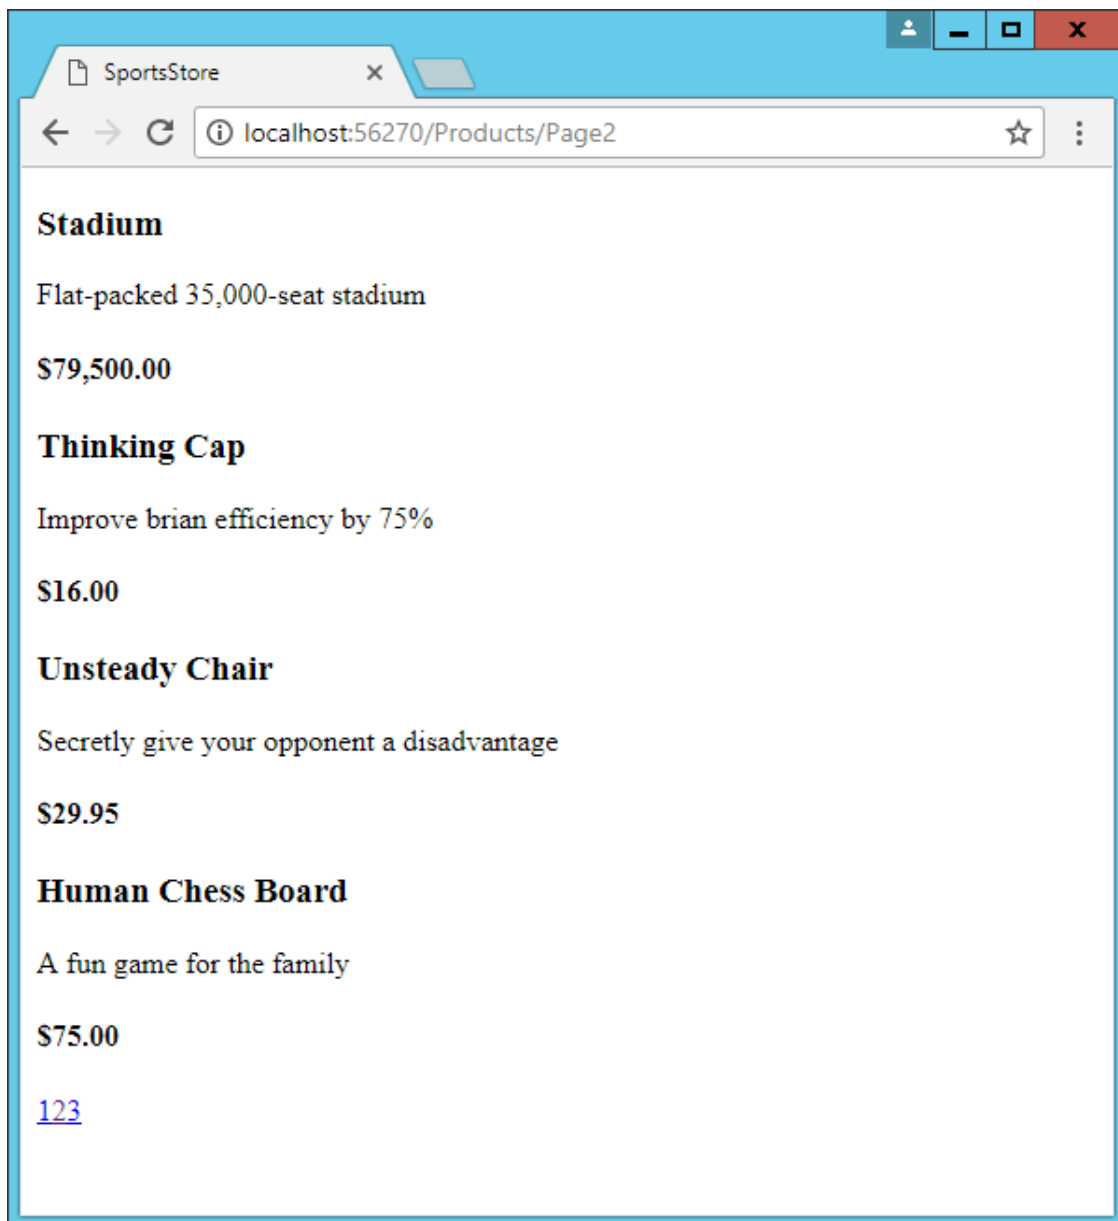 SportsStore
localhost:56270/Products/Page2
Stadium
Flat-packed 35,000-seat stadium
$79,500.00
Thinking Cap
Improve brian efficiency by 75%
$16.00
Unsteady Chair
Secretly give your opponent a disadvantage
$29.95
Human Chess Board
A fun game for the family
$75.00
123